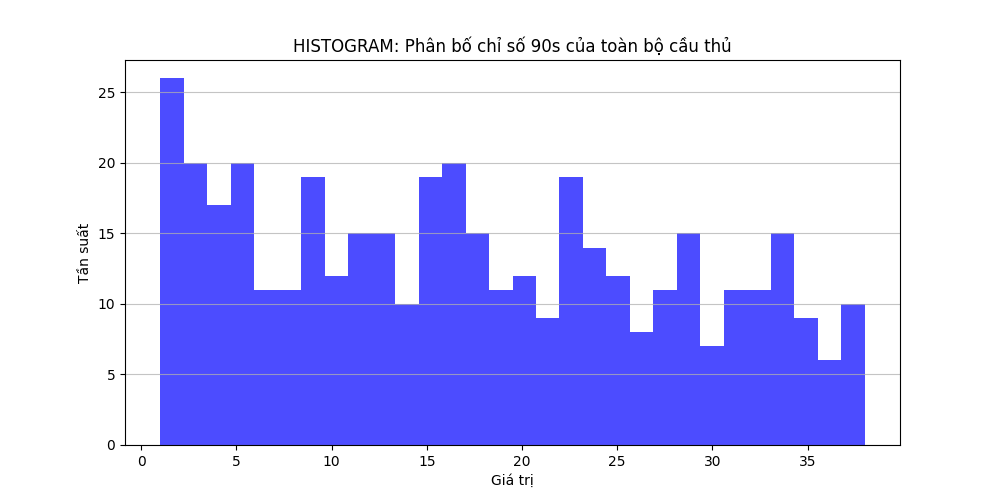 HISTOGRAM: Phân bố chỉ số 90s của toàn bộ cầu thủ
Tần suất
25
20
15
10
5
0
0 5 10 15 20 25 30 35
Giá trị